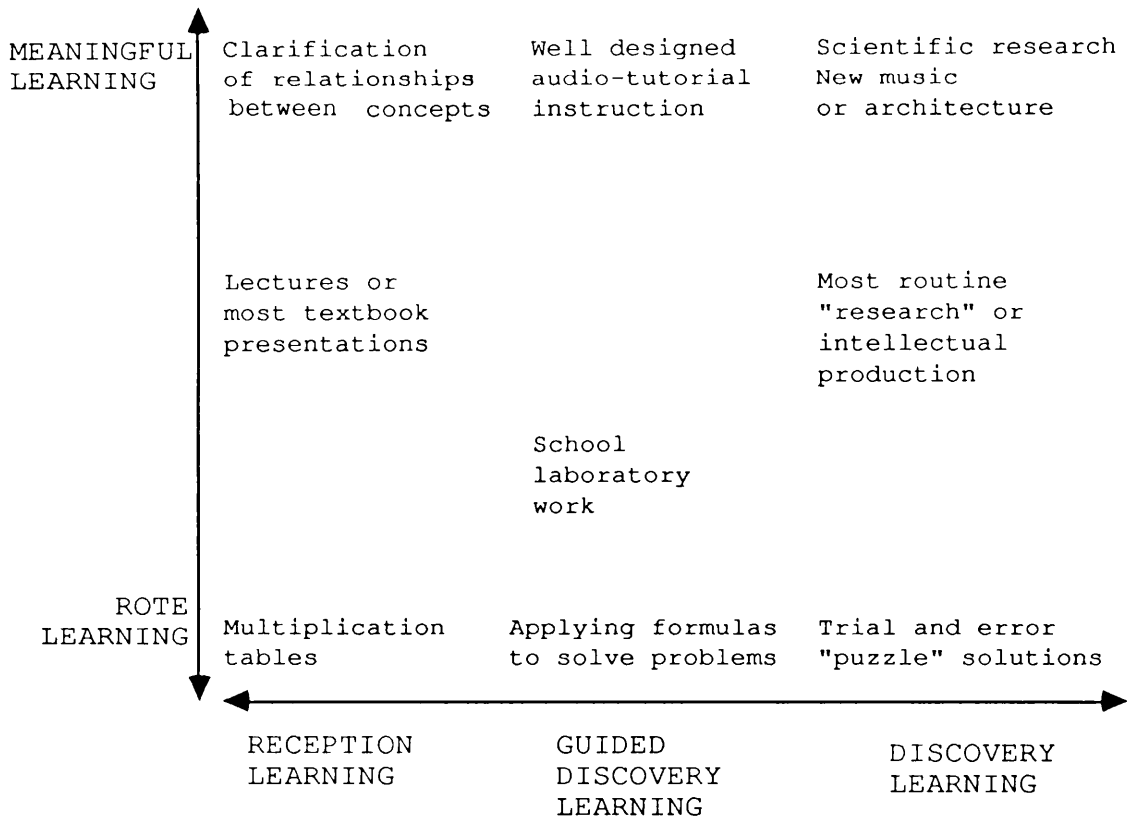 MEANINGFUL
LEARNING
Clarification
of relationships
between concepts
Well designed
audio-tutorial
instruction
Scientific research
New music
or architecture
Lectures or
most textbook
presentations
Most routine
"research" or
intellectual
production
School
laboratory
work
ROTE
LEARNING
Multiplication
tables
Applying formulas
to solve problems
Trial and error
"puzzle" solutions
RECEPTION
LEARNING
GUIDED
DISCOVERY
LEARNING
DISCOVERY
LEARNING